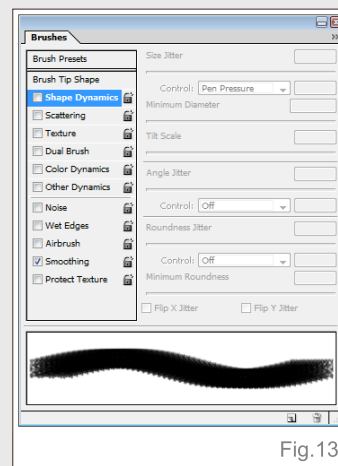 Brushes
Brush Presets
Brush Tip Shape
Shape Dynamics
Scattering
Texture
Dual Brush
Color Dynamics
Other Dynamics
Noise
Wet Edges
Airbrush
Smoothing
Protect Texture
Size Jitter
Control: Pen Pressure
Minimum Diameter
Tilt Scale
Angle Jitter
Control: Off
Roundness Jitter
Control: Off
Minimum Roundness
Flip X Jitter Flip Y Jitter
Fig.13